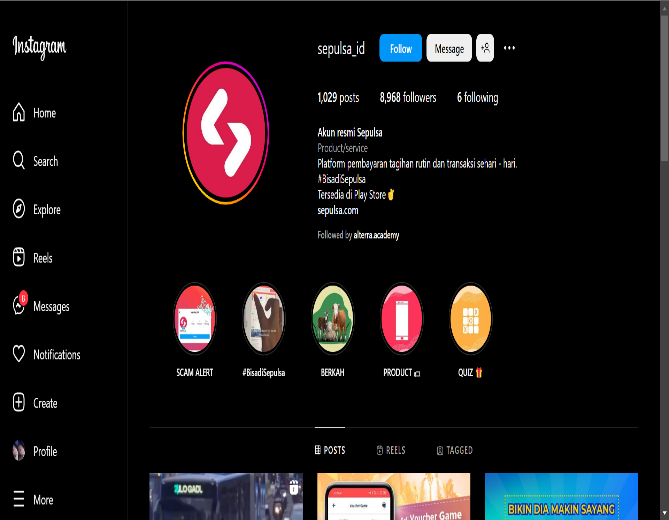 Instagram
Home
Search
Explore
Reels
8
Messages
Notifications
Create
Profile
More
sepulsa_id
Follow
Message
1,029 posts
8,968 followers
6 following
Akun resmi Sepulsa
Product/service
Platform pembayaran tagihan rutin dan transaksi sehari - hari.
#BisadiSepulsa
Tersedia di Play Store
sepulsa.com
Followed by alterra.academy
SCAM ALERT
#BisadiSepulsa
BERKAH
PRODUCT
QUIZ
POSTS
REELS
TAGGED
PULOGADU
Voucher Game
BIKIN DIA MAKIN SAYANG